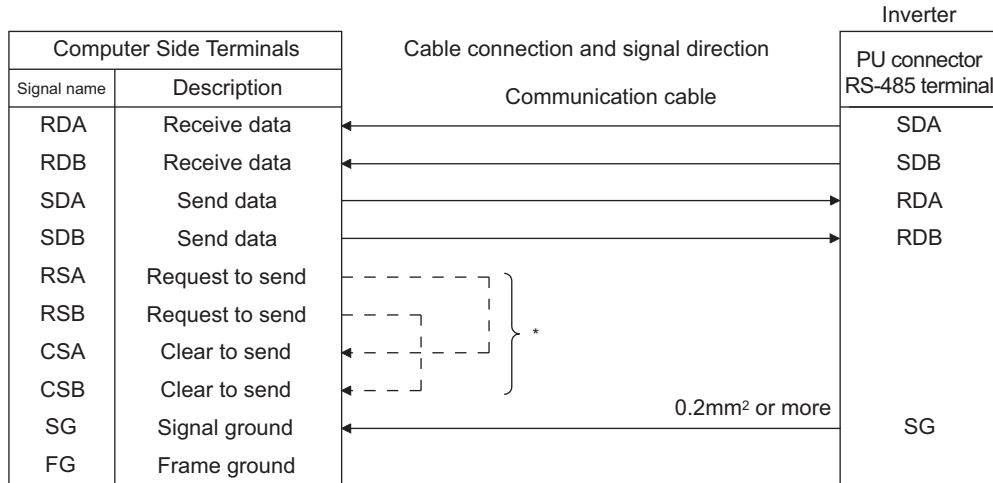 Inverter
Computer Side Terminals
Cable connection and signal direction
PU connector
RS-485 terminal
Signal name
Description
Communication cable
RDA
Receive data
SDA
RDB
Receive data
SDB
SDA
Send data
RDA
SDB
Send data
RDB
RSA
Request to send
RSB
Request to send
*
CSA
Clear to send
CSB
Clear to send
0.2mm² or more
SG
Signal ground
SG
FG
Frame ground